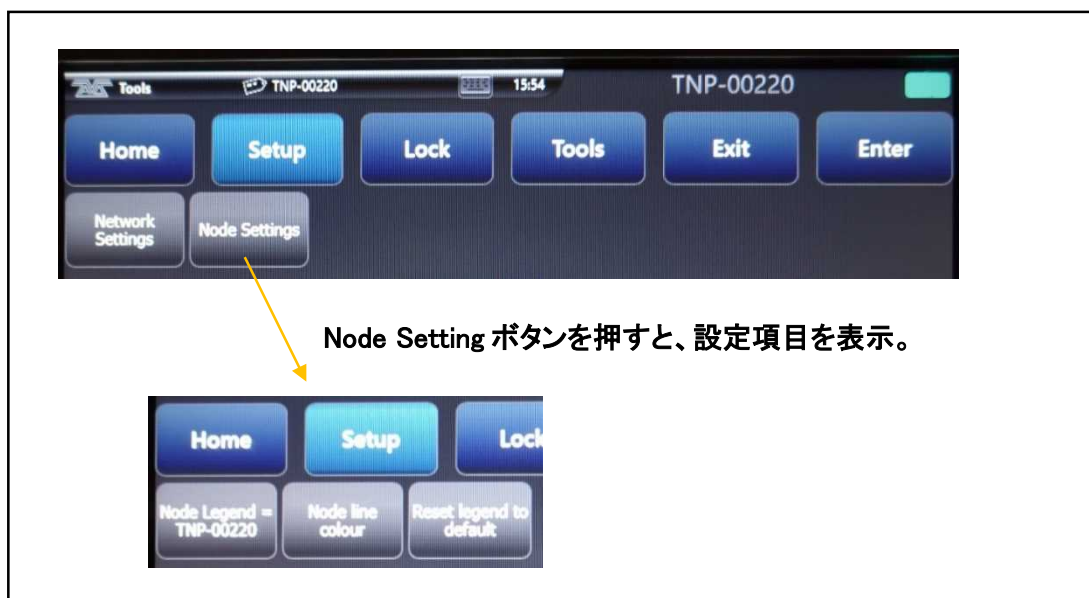 Tools TNP-00220 15:54 TNP-00220
Home Setup Lock Tools Exit Enter
Network
Settings
Node Settings
Node Setting ボタンを押すと、設定項目を表示。
Home Setup Lock
Node Legend =
TNP-00220
Node line
colour
Reset legend to
default